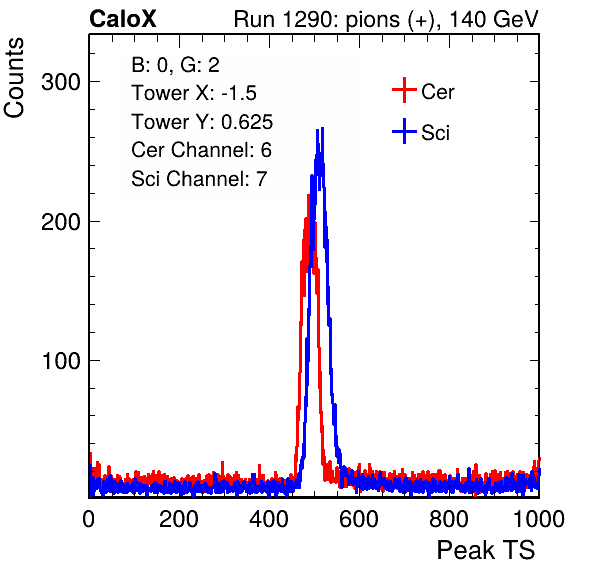 CaloX Run 1290: pions (+), 140 GeV
B: 0, G: 2
Tower X: -1.5
Tower Y: 0.625
Cer Channel: 6
Sci Channel: 7
Cer
Sci
Counts
300
200
100
0 200 400 600 800 1000
Peak TS